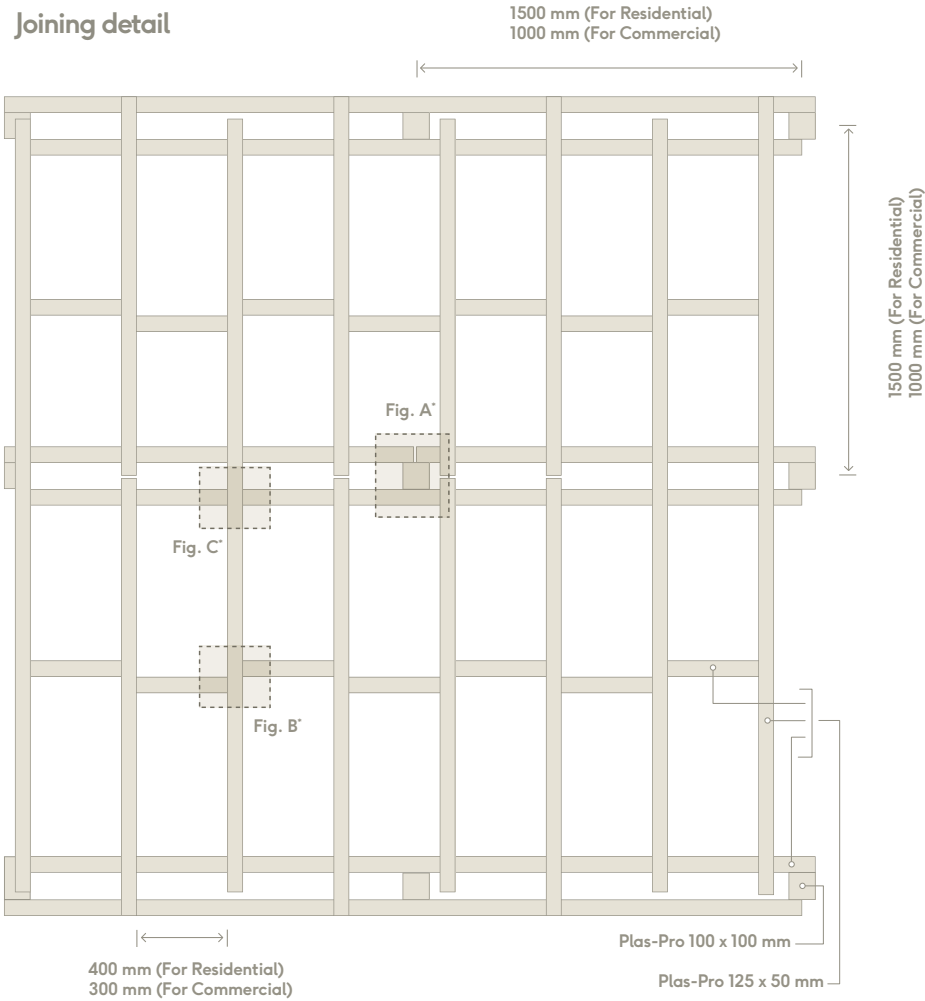 Joining detail
1500 mm (For Residential)
1000 mm (For Commercial)
1500 mm (For Residential)
1000 mm (For Commercial)
Fig. A*
Fig. C*
Fig. B*
Plas-Pro 100 x 100 mm
400 mm (For Residential)
300 mm (For Commercial)
Plas-Pro 125 x 50 mm